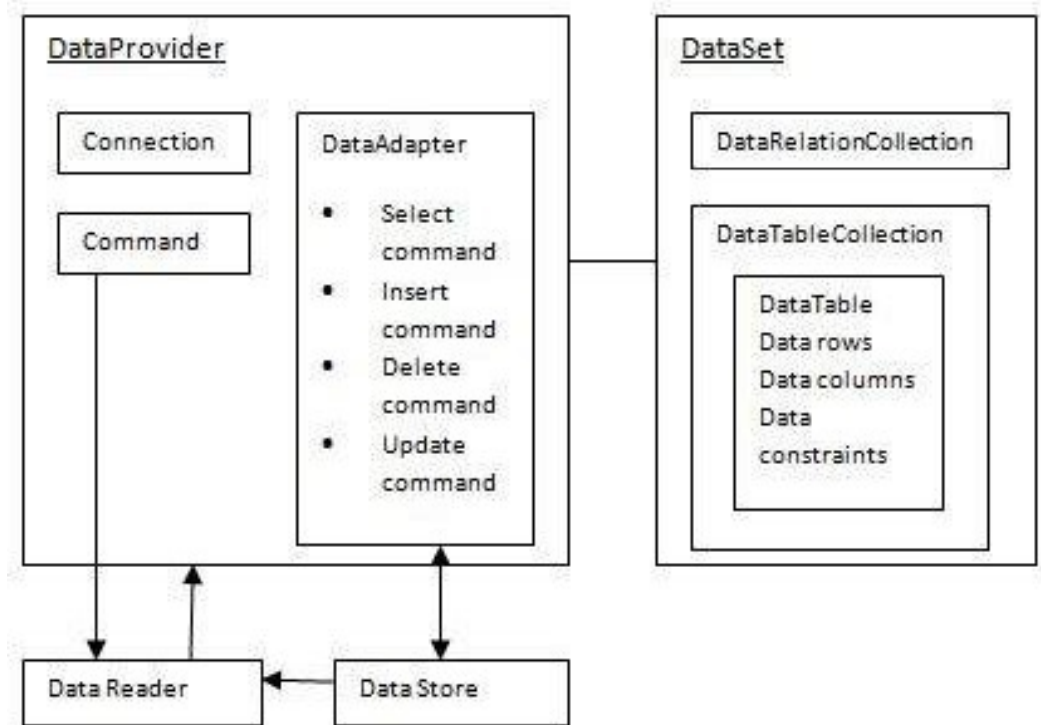 DataProvider
Connection
Command
DataAdapter
• Select
command
• Insert
command
• Delete
command
• Update
command
DataSet
DataRelationCollection
DataTableCollection
DataTable
Data rows
Data columns
Data
constraints
Data Reader
Data Store